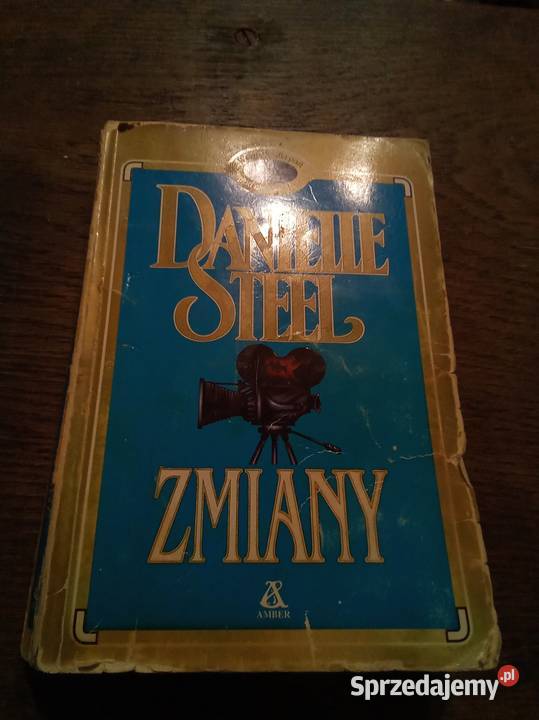 DANIELLE
STEEL
ZMIANY
AMBER
Sprzedajemy.pl